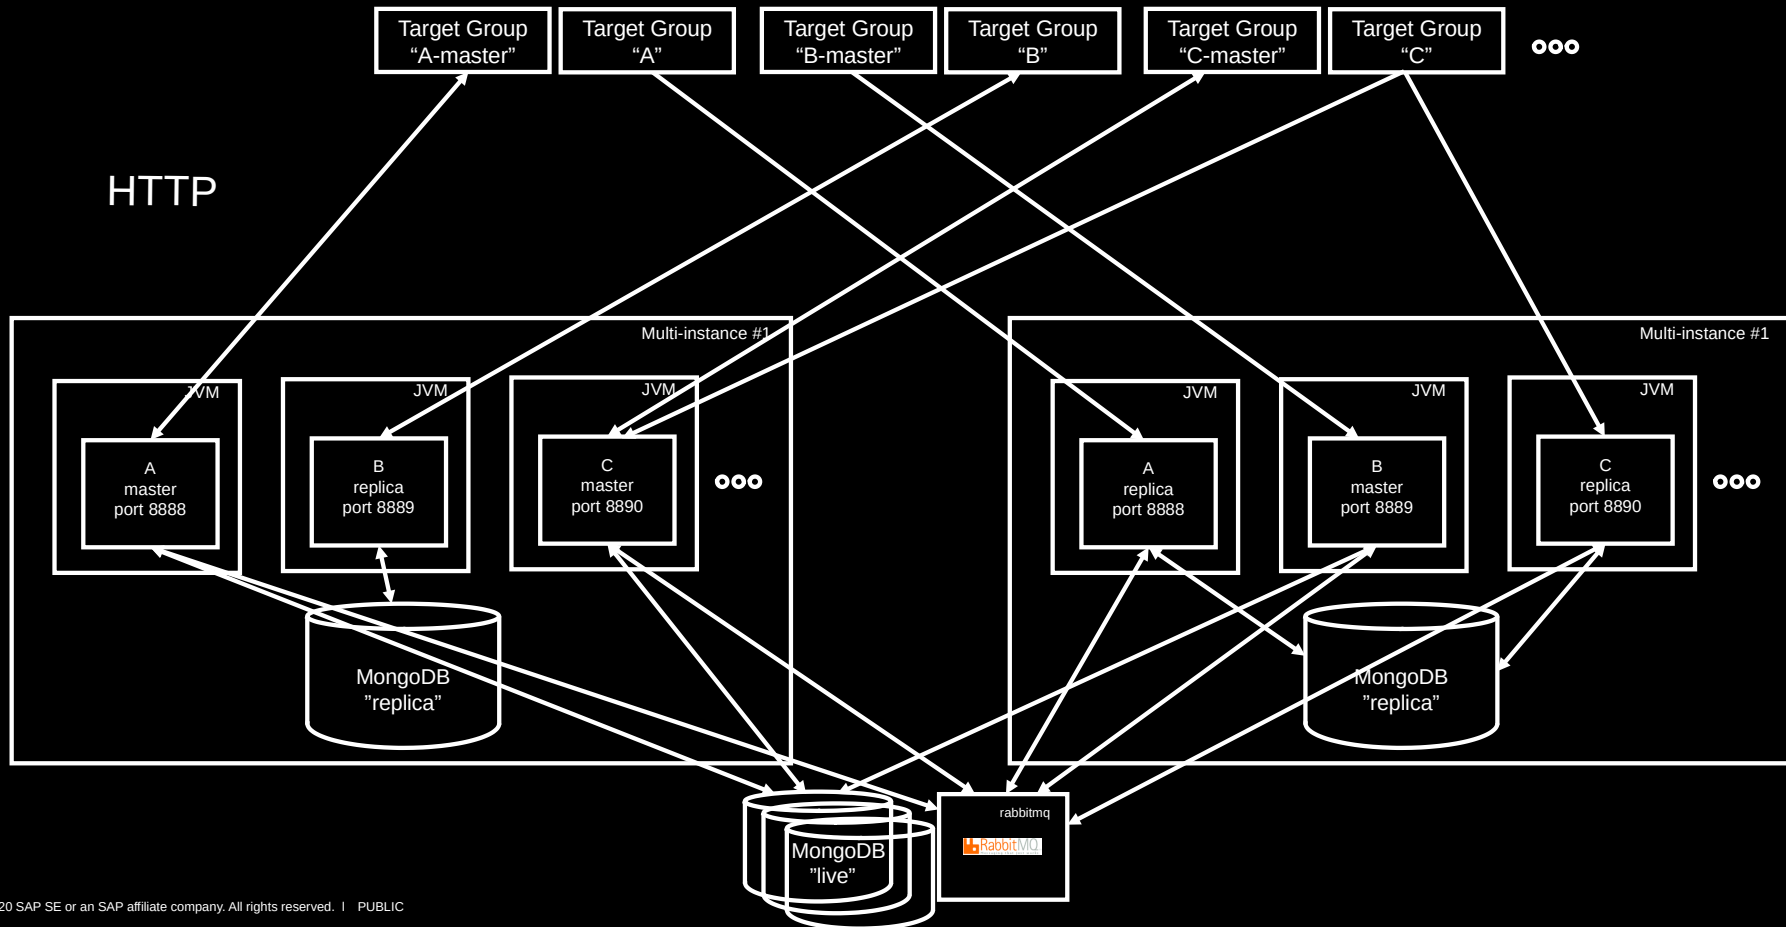 Target Group
“A-master”
Target Group
“A”
Target Group
“B-master”
Target Group
“B”
Target Group
“C-master”
Target Group
“C”
HTTP
Multi-instance #1
JVM
A
master
port 8888
JVM
B
replica
port 8889
JVM
C
master
port 8890
MongoDB
”replica”
Multi-instance #1
JVM
A
replica
port 8888
JVM
B
master
port 8889
JVM
C
replica
port 8890
MongoDB
”replica”
MongoDB
”live”
rabbitmq
RabbitMQ
20 SAP SE or an SAP affiliate company. All rights reserved. ǀ PUBLIC